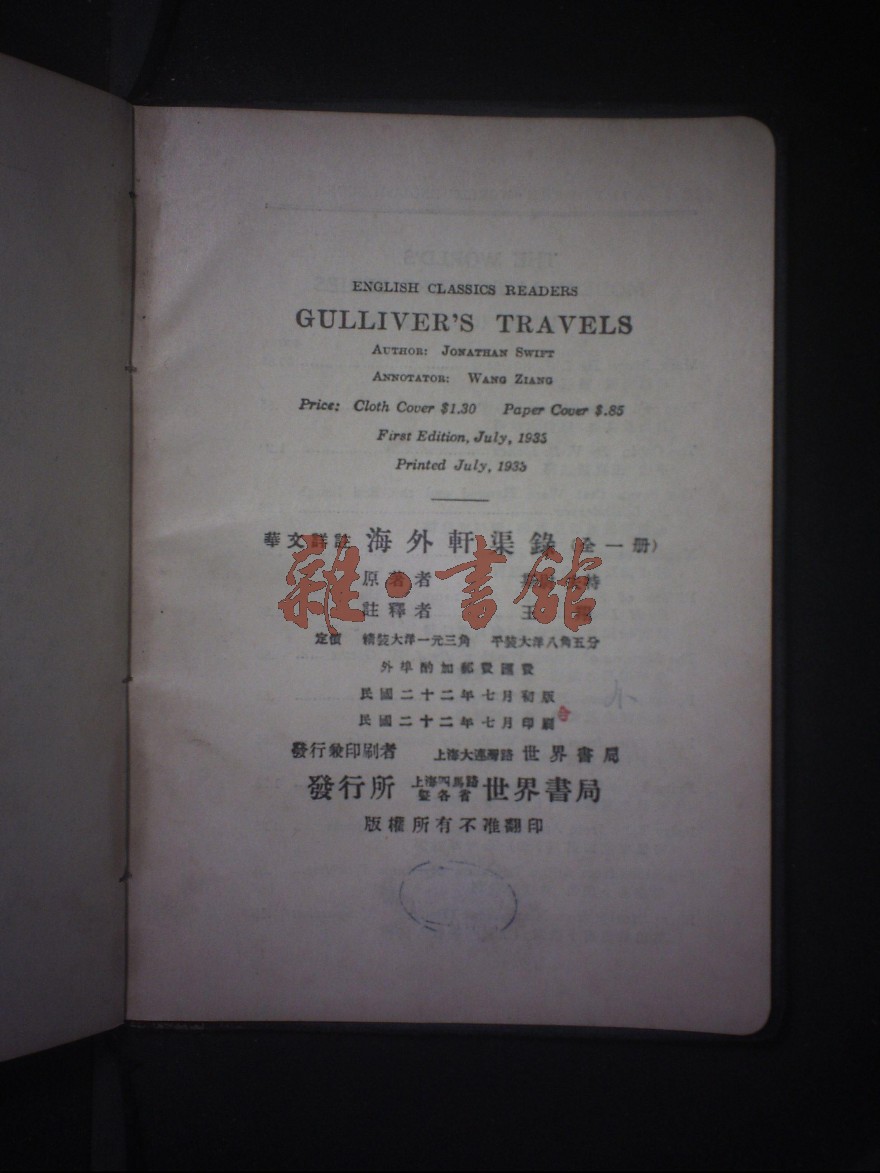 ENGLISH CLASSICS READERS
GULLIVER'S TRAVELS
AUTHOR: JONATHAN SWIFT
ANNOTATOR: WANG ZIANG
Price: Cloth Cover $1.30 Paper Cover $.85
First Edition, July, 1933
Printed July, 1933
華文詳註 海外軒渠錄 (全一册)
原著者 特
註釋者 王
雜・書館
定價 精裝大洋一元三角 平裝大洋八角五分
外埠酌加郵費匯費
民國二十二年七月初版
民國二十二年七月印刷
發行兼印刷者 上海大連灣路 世界書局
發行所 上海四馬路 暨各省 世界書局
版權所有不准翻印